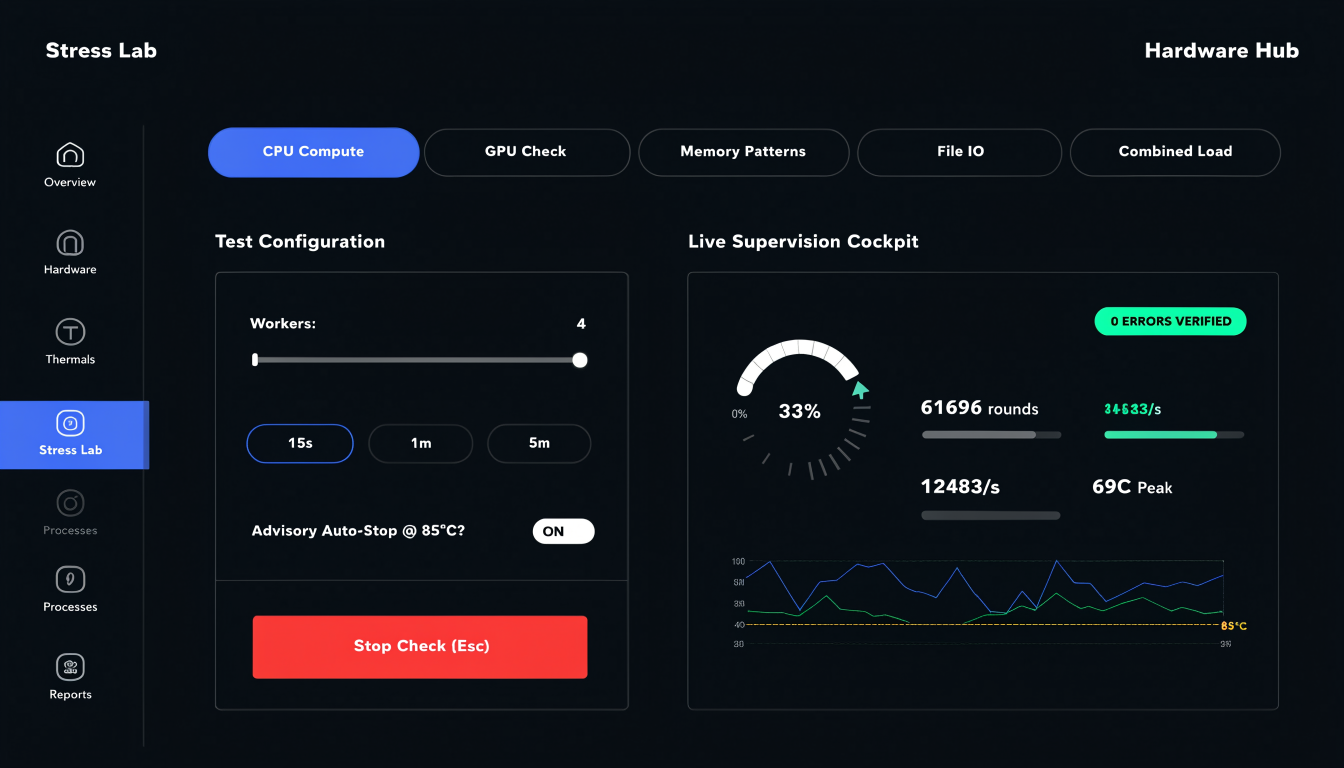 Stress Lab
Hardware Hub
Overview
Hardware
Thermals
Stress Lab
Processes
Processes
Reports
CPU Compute
GPU Check
Memory Patterns
File IO
Combined Load
Test Configuration
Workers: 4
15s
1m
5m
Advisory Auto-Stop @ 85°C?
ON
Stop Check (Esc)
Live Supervision Cockpit
0 ERRORS VERIFIED
0%
33%
61696 rounds
12483/s
69C Peak
100
40
30
85°C